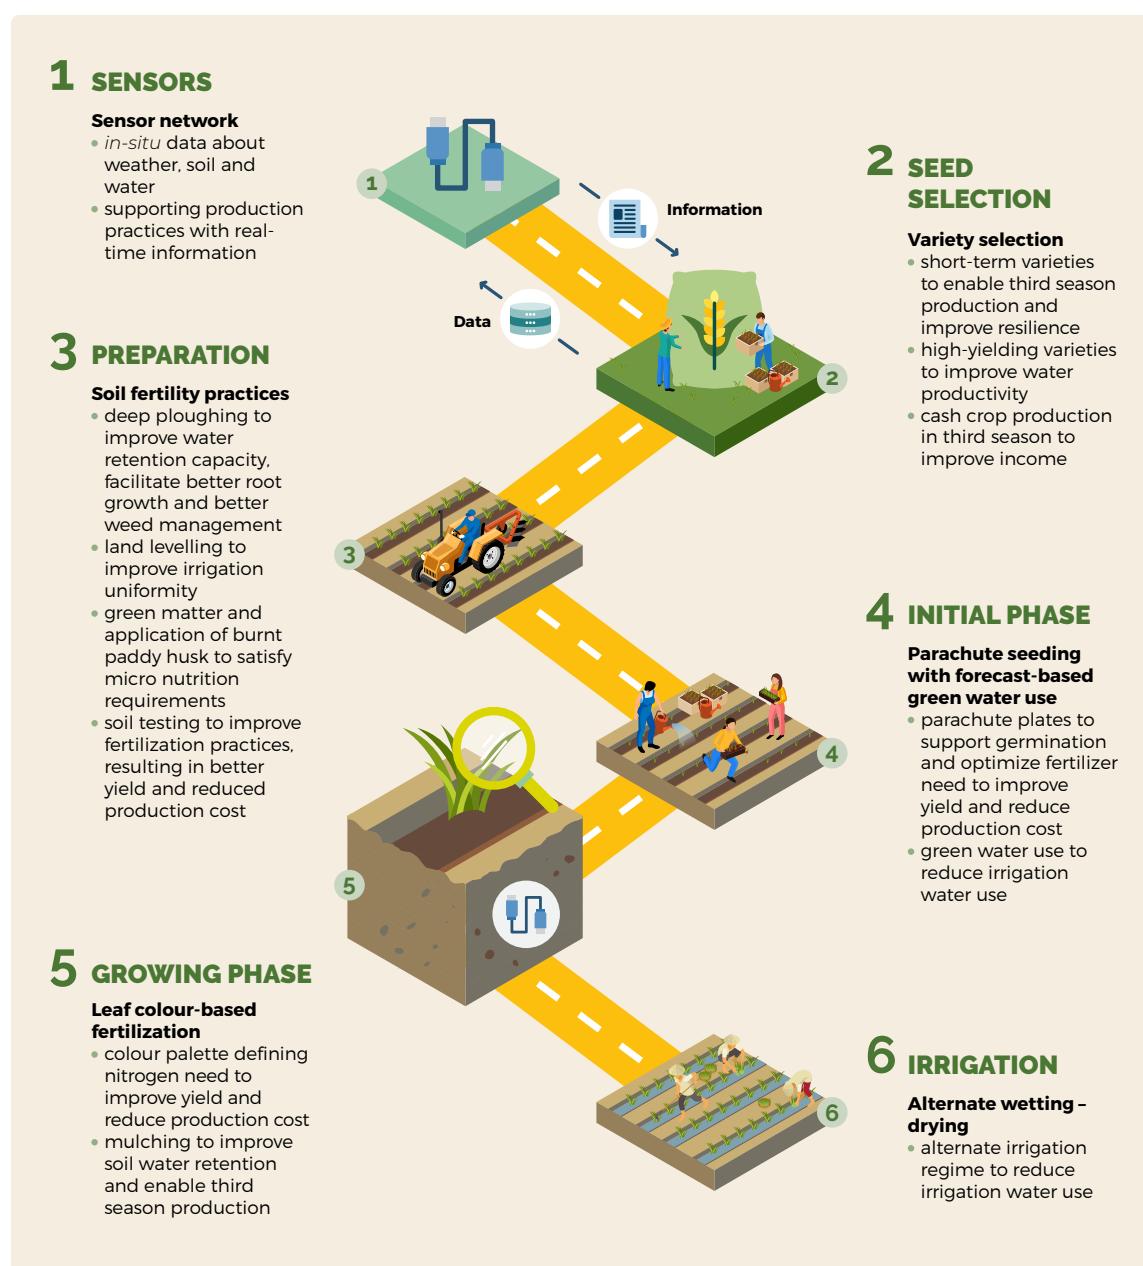 1 SENSORS
Sensor network
• in-situ data about
weather, soil and
water
• supporting production
practices with real-
time information
1
Information
Data
2 SEED
SELECTION
Variety selection
• short-term varieties
to enable third season
production and
improve resilience
• high-yielding varieties
to improve water
productivity
• cash crop production
in third season to
improve income
2
3 PREPARATION
Soil fertility practices
• deep ploughing to
improve water
retention capacity,
facilitate better root
growth and better
weed management
• land levelling to
improve irrigation
uniformity
• green matter and
application of burnt
paddy husk to satisfy
micro nutrition
requirements
• soil testing to improve
fertilization practices,
resulting in better
yield and reduced
production cost
3
4 INITIAL PHASE
Parachute seeding
with forecast-based
green water use
• parachute plates to
support germination
and optimize fertilizer
need to improve
yield and reduce
production cost
• green water use to
reduce irrigation
water use
4
5
5 GROWING PHASE
Leaf colour-based
fertilization
• colour palette defining
nitrogen need to
improve yield and
reduce production cost
• mulching to improve
soil water retention
and enable third
season production
6 IRRIGATION
Alternate wetting –
drying
• alternate irrigation
regime to reduce
irrigation water use
6